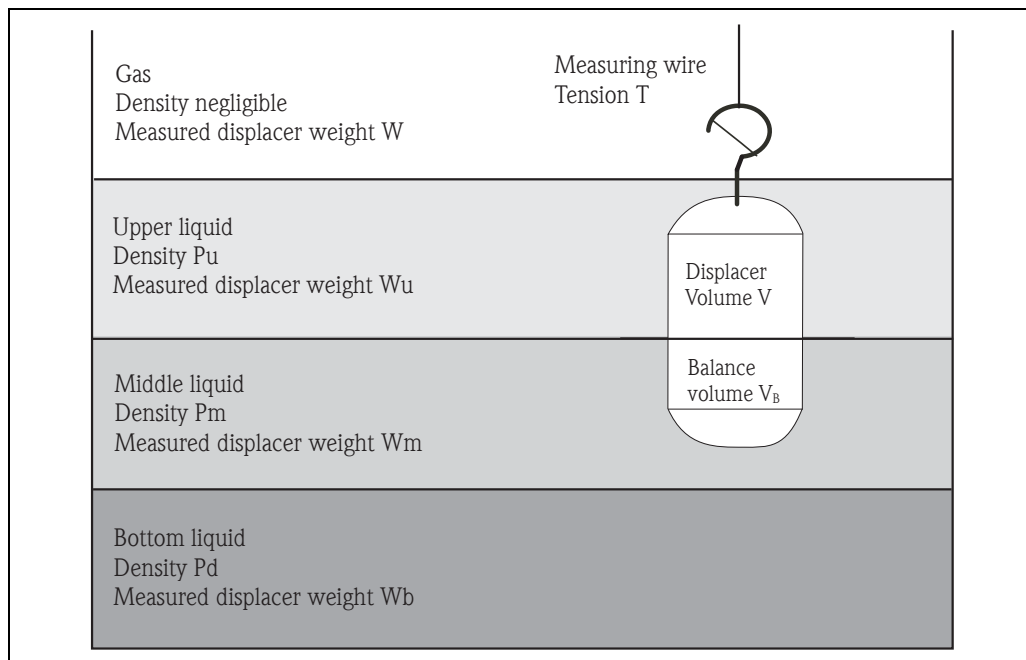 Gas
Density negligible
Measured displacer weight W
Measuring wire
Tension T
Upper liquid
Density Pu
Measured displacer weight Wu
Displacer
Volume V
Middle liquid
Density Pm
Measured displacer weight Wm
Balance
volume V_B
Bottom liquid
Density Pd
Measured displacer weight Wb